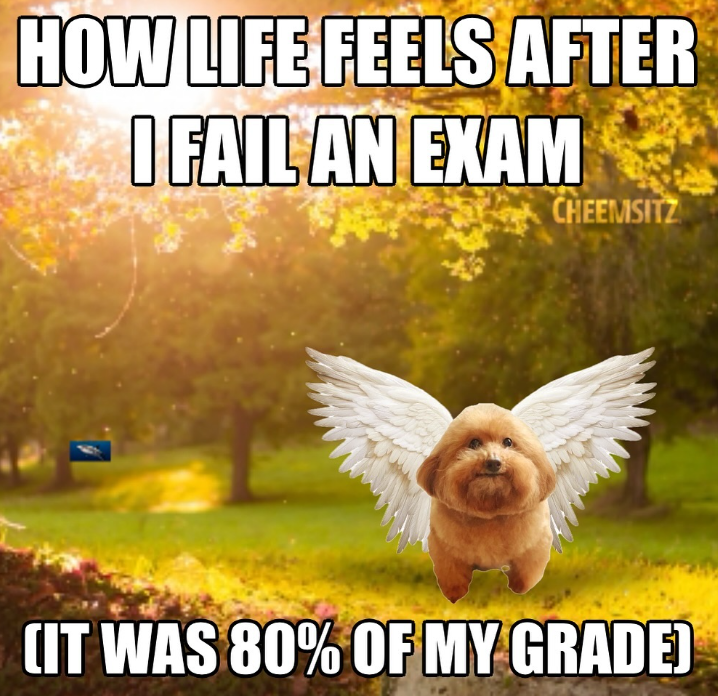 HOW LIFE FEELS AFTER
I FAIL AN EXAM
CHEEMSITZ
(IT WAS 80% OF MY GRADE)